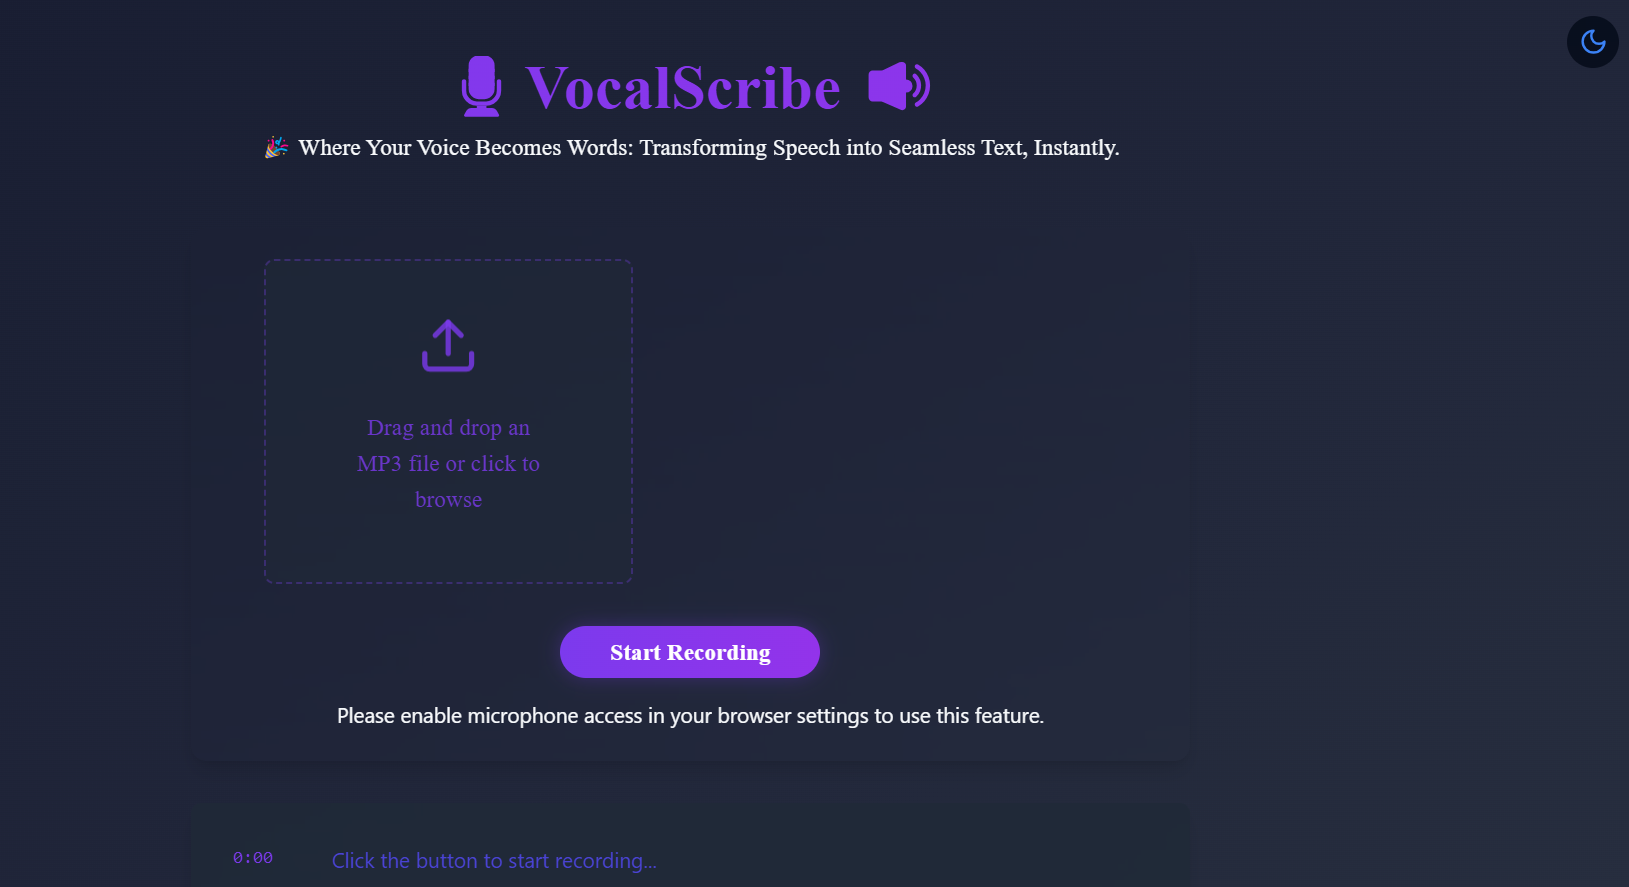 VocalScribe
🎉 Where Your Voice Becomes Words: Transforming Speech into Seamless Text, Instantly.
Drag and drop an
MP3 file or click to
browse
Start Recording
Please enable microphone access in your browser settings to use this feature.
0:00 Click the button to start recording...